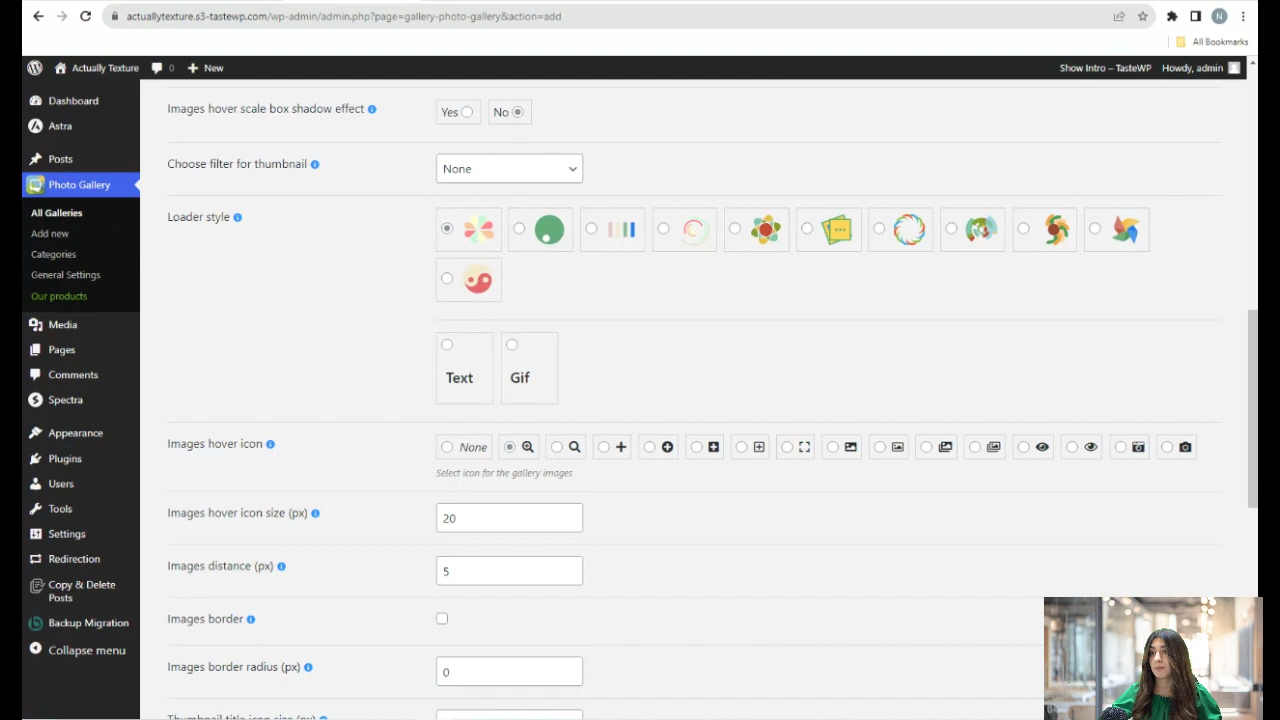 actuallytexture.s3-tastewp.com/wp-admin/admin.php?page=gallery-photo-gallery&action=add
N
All Bookmarks
Actually Texture
0
New
Show Intro – TasteWP
Howdy, admin
Dashboard
Astra
Posts
Photo Gallery
All Galleries
Add new
Categories
General Settings
Our products
Media
Pages
Comments
Spectra
Appearance
Plugins
Users
Tools
Settings
Redirection
Copy & Delete
Posts
Backup Migration
Collapse menu
Images hover scale box shadow effect
Yes
No
Choose filter for thumbnail
None
Loader style
Text
Gif
Images hover icon
None
Select icon for the gallery images
Images hover icon size (px)
20
Images distance (px)
5
Images border
Images border radius (px)
0
Thumbnail title icon size (px)